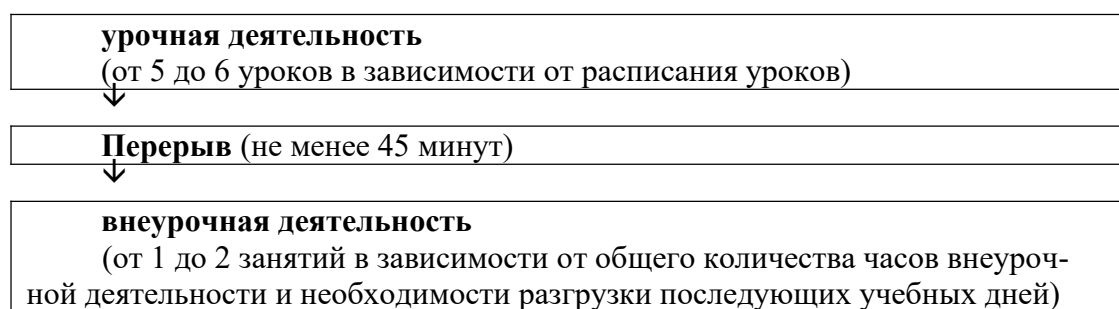 урочная деятельность
(от 5 до 6 уроков в зависимости от расписания уроков)
↓
Перерыв (не менее 45 минут)
↓
внеурочная деятельность
(от 1 до 2 занятий в зависимости от общего количества часов внеуроч-
ной деятельности и необходимости разгрузки последующих учебных дней)